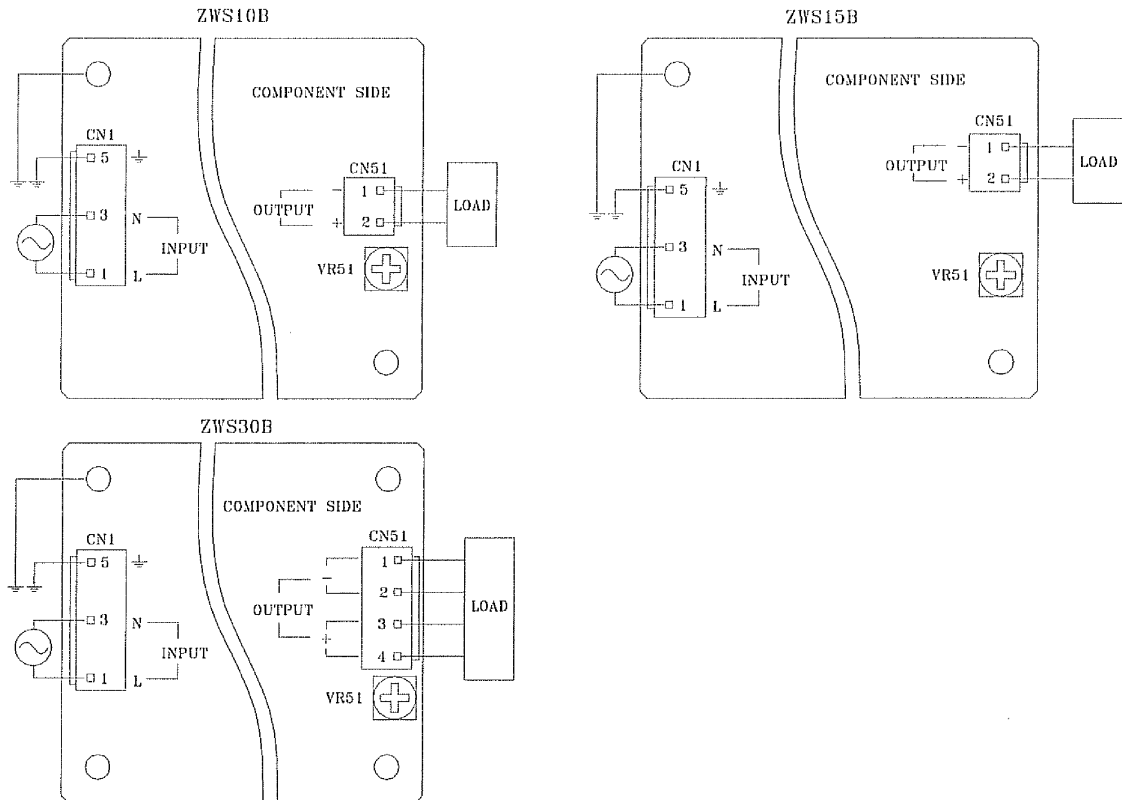 ZWS10B
COMPONENT SIDE
CN1
5
3 N
INPUT
1 L
CN51
OUTPUT
− 1
+ 2
LOAD
VR51
ZWS15B
COMPONENT SIDE
CN1
5
3 N
INPUT
1 L
CN51
OUTPUT
− 1
+ 2
LOAD
VR51
ZWS30B
COMPONENT SIDE
CN1
5
3 N
INPUT
1 L
CN51
OUTPUT
−
+
1
2
3
4
LOAD
VR51